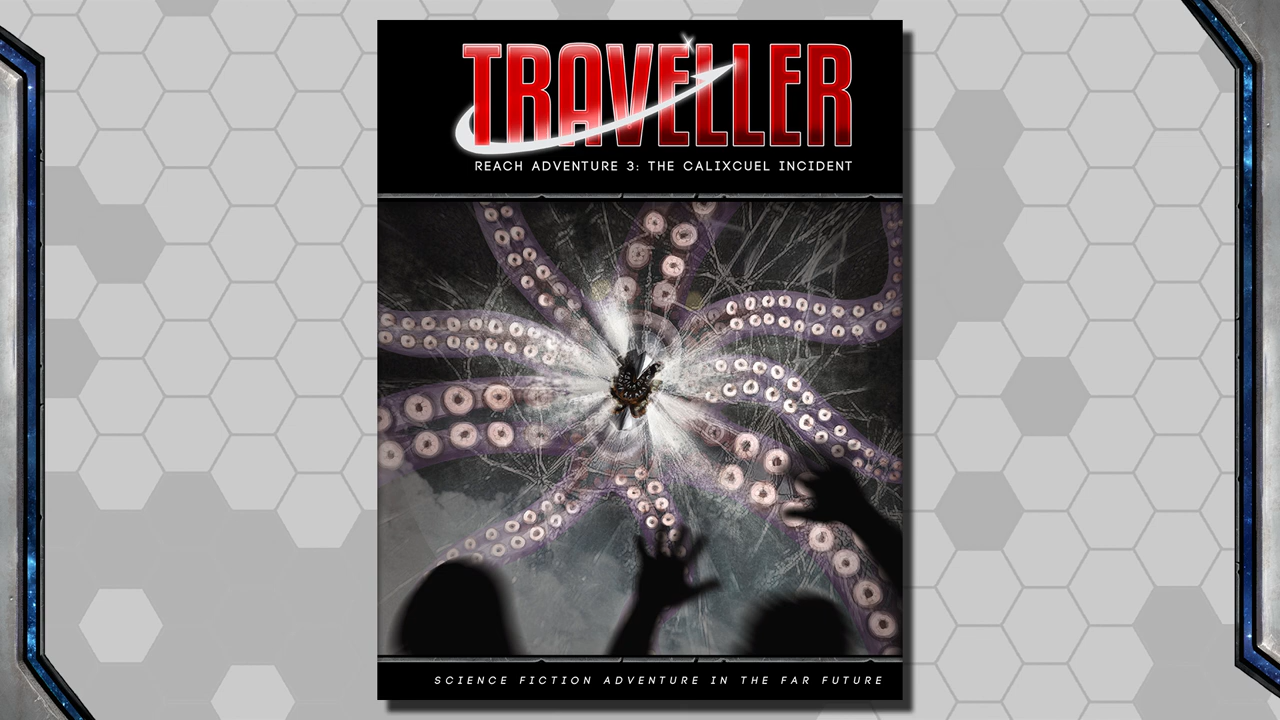 TRAVELLER
REACH ADVENTURE 3: THE CALIXCUEL INCIDENT
SCIENCE FICTION ADVENTURE IN THE FAR FUTURE